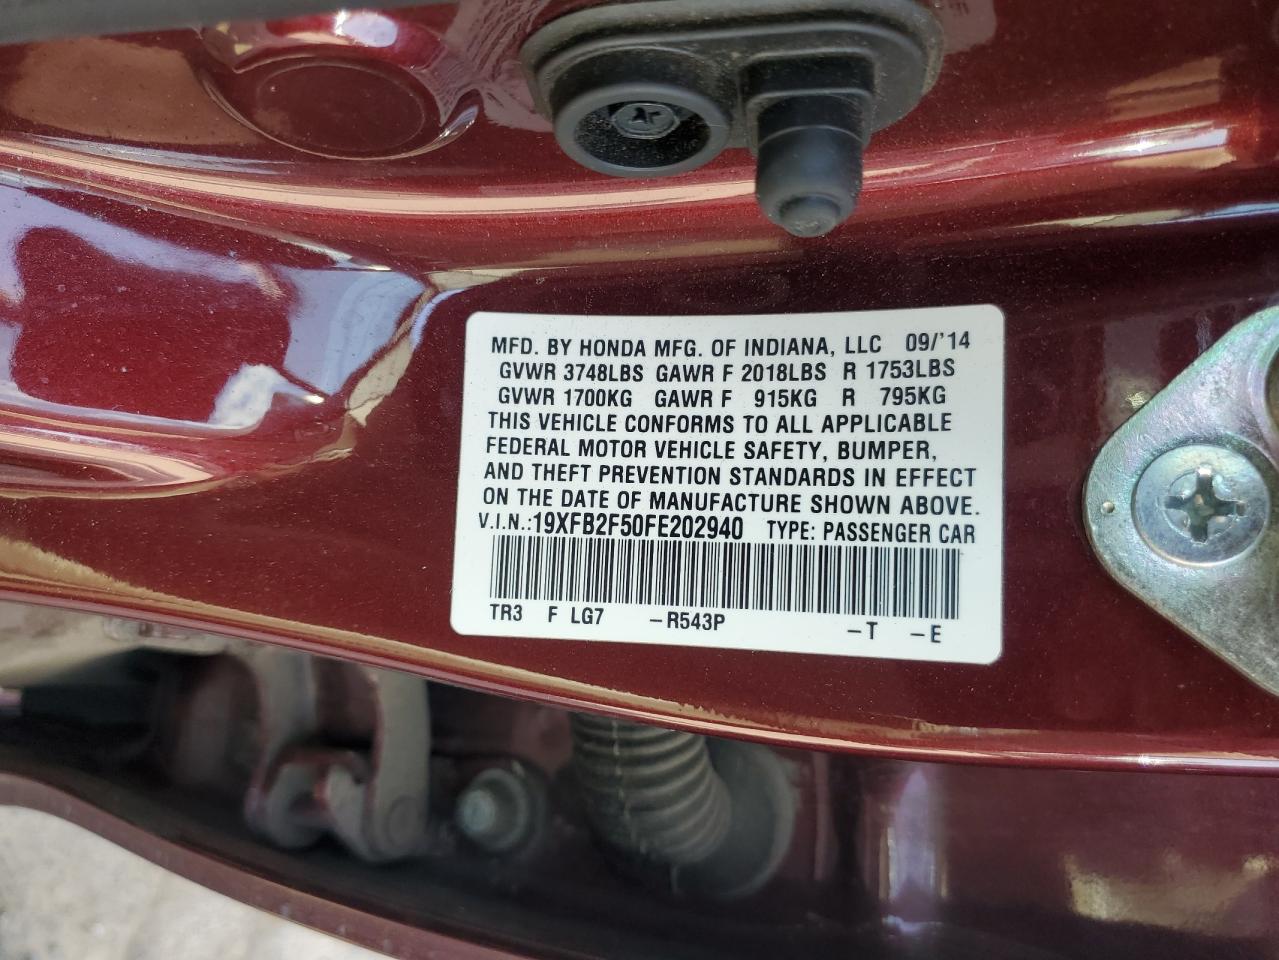 MFD. BY HONDA MFG. OF INDIANA, LLC 09/'14
GVWR 3748LBS GAWR F 2018LBS R 1753LBS
GVWR 1700KG GAWR F 915KG R 795KG
THIS VEHICLE CONFORMS TO ALL APPLICABLE
FEDERAL MOTOR VEHICLE SAFETY, BUMPER,
AND THEFT PREVENTION STANDARDS IN EFFECT
ON THE DATE OF MANUFACTURE SHOWN ABOVE.
V.I.N.:19XFB2F50FE202940 TYPE: PASSENGER CAR
TR3 F LG7 –R543P –T –E